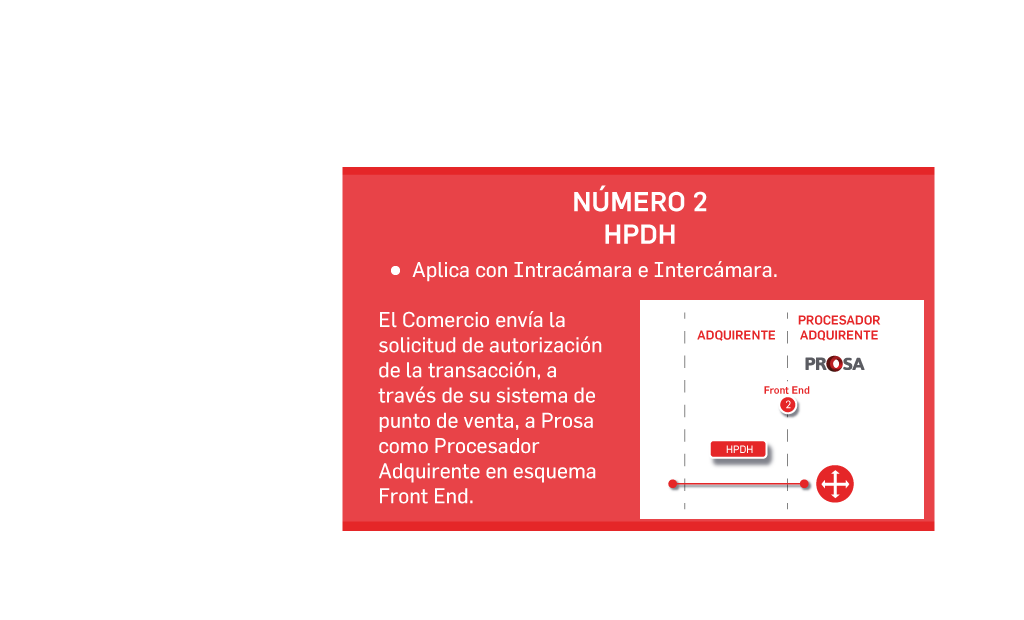 NÚMERO 2
HPDH
● Aplica con Intracámara e Intercámara.
El Comercio envía la
solicitud de autorización
de la transacción, a
través de su sistema de
punto de venta, a Prosa
como Procesador
Adquirente en esquema
Front End.
ADQUIRENTE
PROCESADOR
ADQUIRENTE
PROSA
Front End
2
HPDH